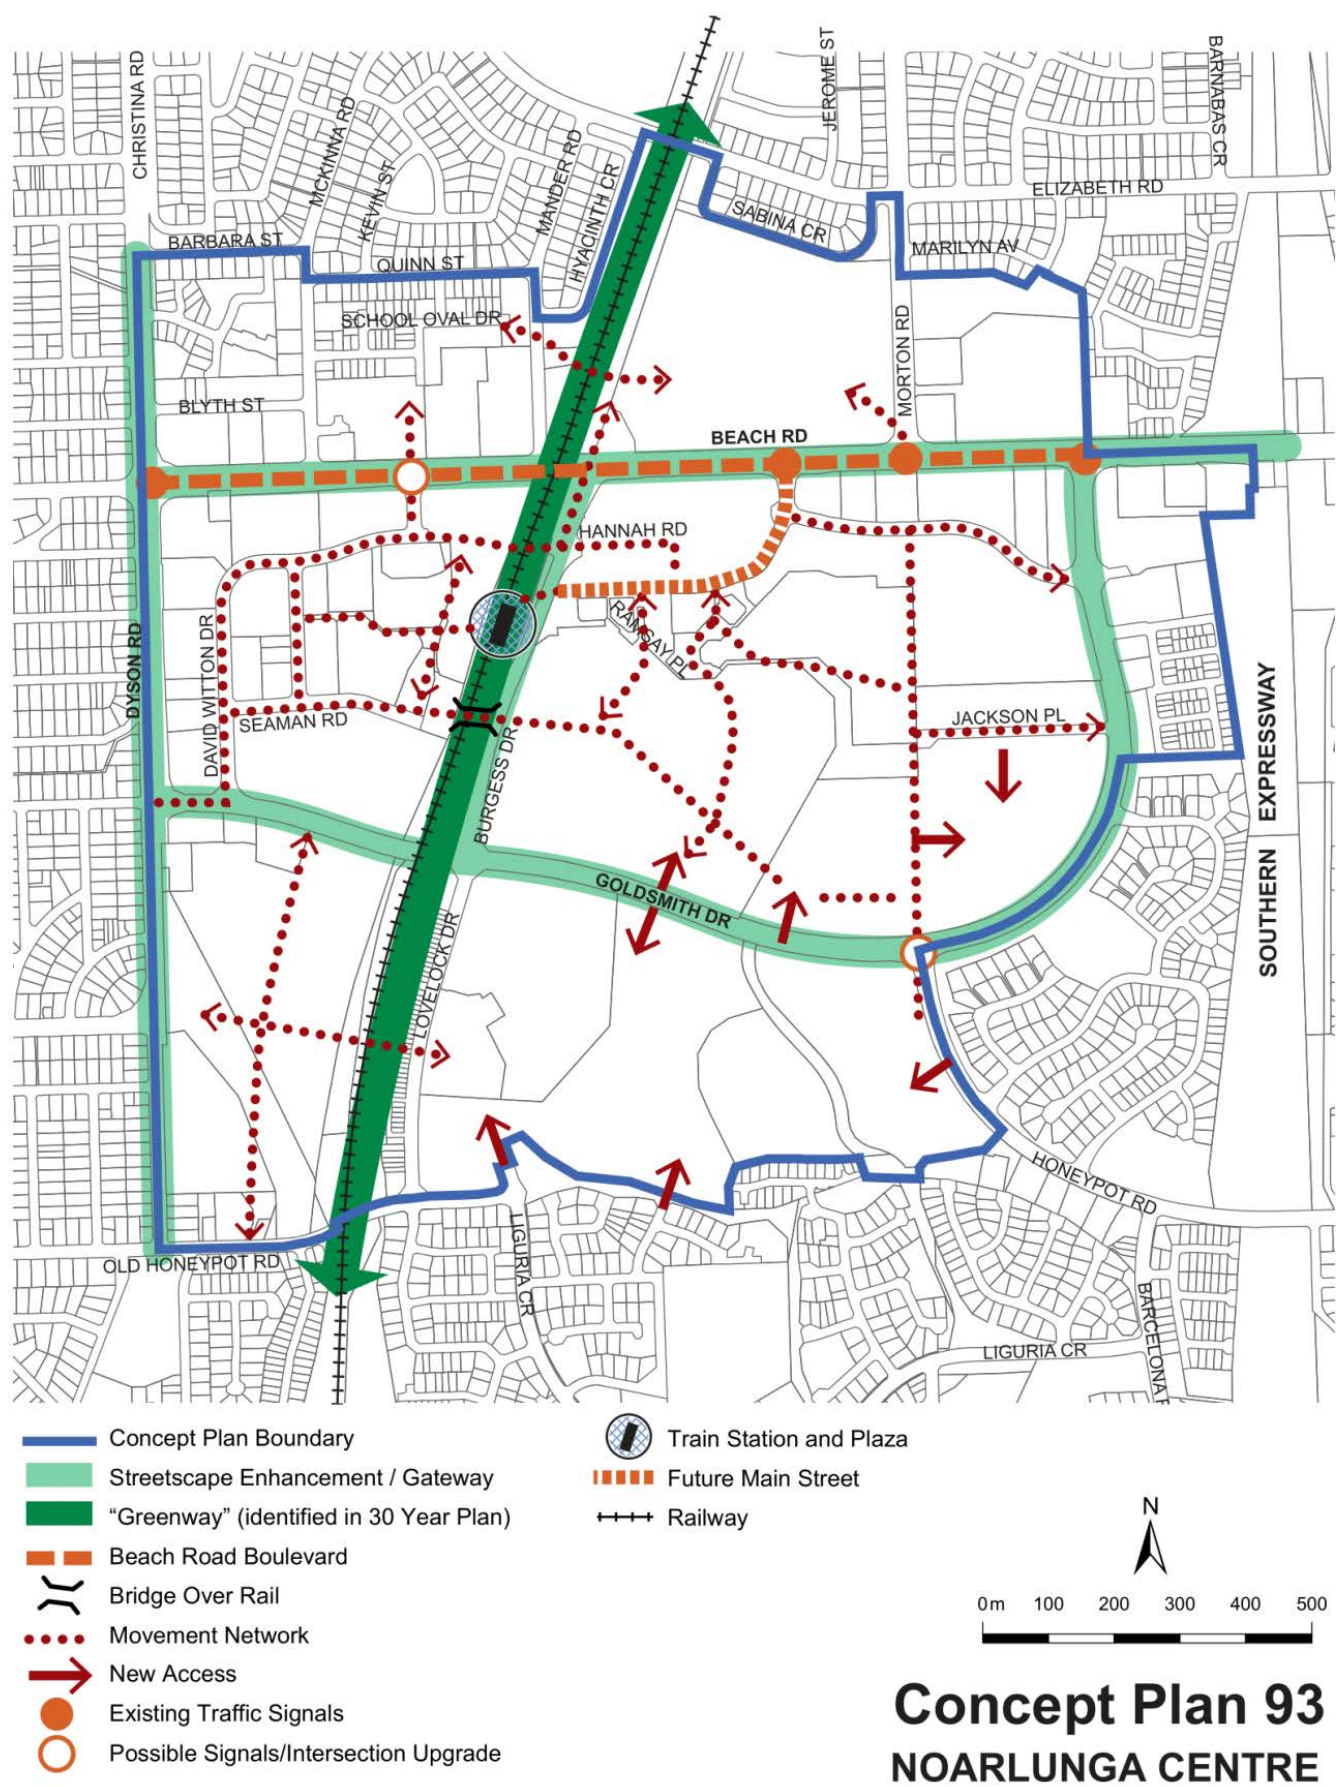 CHRISTINA RD
MCKINNA RD
KEVIN ST
MANDER RD
HYACINTH CR
JEROME ST
BARNABAS CR
ELIZABETH RD
SABINA CR
MARILYN AV
BARBARA ST
QUINN ST
SCHOOL OVAL DR
MORTON RD
BLYTH ST
BEACH RD
HANNAH RD
RAMSAY PL
DYSON RD
DAVID WITTON DR
SEAMAN RD
JACKSON PL
BURGESS DR
SOUTHERN EXPRESSWAY
GOLDSMITH DR
LOVELOCK DR
HONEYPOT RD
OLD HONEYPOT RD
LIGURIA CR
BARCELONA
LIGURIA CR
Concept Plan Boundary
Streetscape Enhancement / Gateway
“Greenway” (identified in 30 Year Plan)
Beach Road Boulevard
Bridge Over Rail
Movement Network
New Access
Existing Traffic Signals
Possible Signals/Intersection Upgrade
Train Station and Plaza
Future Main Street
Railway
N
0m 100 200 300 400 500
Concept Plan 93
NOARLUNGA CENTRE